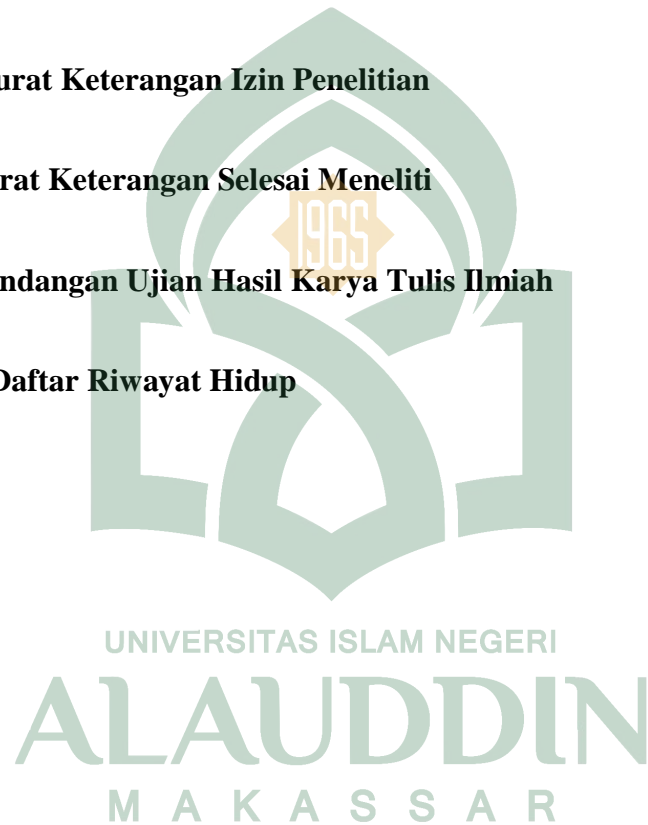 urat Keterangan Izin Penelitian
rat Keterangan Selesai Meneliti
1965
ndangan Ujian Hasil Karya Tulis Ilmiah
Daftar Riwayat Hidup
UNIVERSITAS ISLAM NEGERI
ALAUDDIN
MAKASSAR